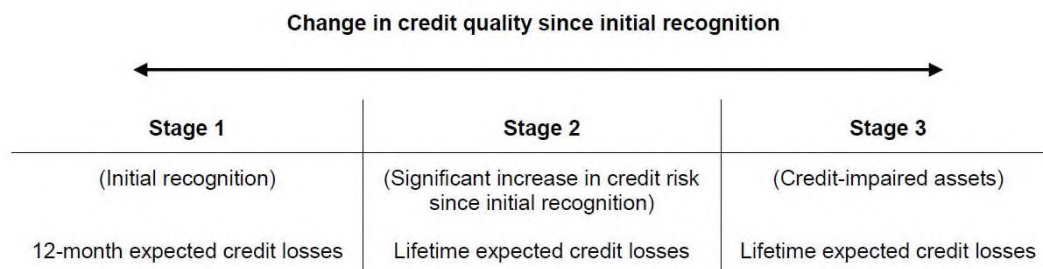 Change in credit quality since initial recognition
Stage 1
Stage 2
Stage 3
(Initial recognition)
(Significant increase in credit risk
since initial recognition)
(Credit-impaired assets)
12-month expected credit losses
Lifetime expected credit losses
Lifetime expected credit losses